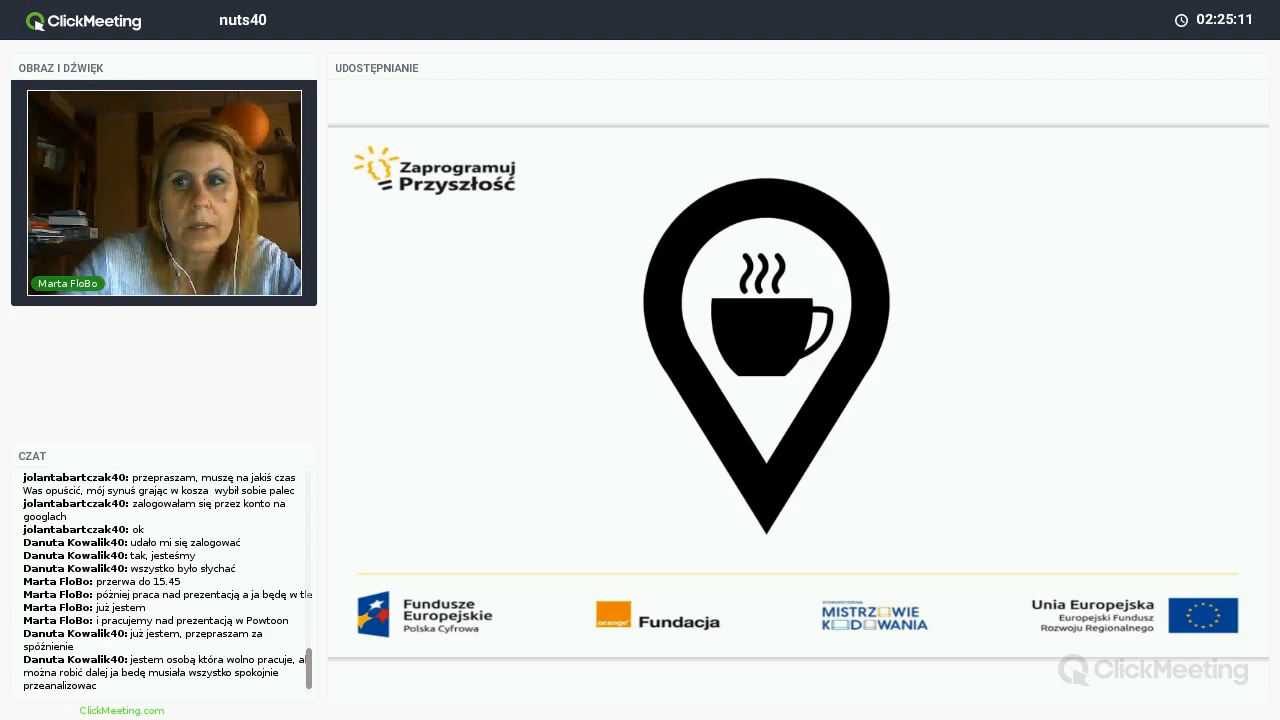 ClickMeeting
nuts40
02:25:11
OBRAZ I DŹWIĘK
Marta FloBo
UDOSTĘPNIANIE
Zaprogramuj
Przyszłość
Fundusze
Europejskie
Polska Cyfrowa
orange
Fundacja
STOWARZYSZENIE
MISTRZOWIE
KODOWANIA
Unia Europejska
Europejski Fundusz
Rozwoju Regionalnego
ClickMeeting
CZAT
jolantabartczak40: przepraszam, muszę na jakiś czas
Was opuścić, mój synuś grając w kosza wybił sobie palec
jolantabartczak40: zalogowałam się przez konto na
googlach
jolantabartczak40: ok
Danuta Kowalik40: udało mi się zalogować
Danuta Kowalik40: tak, jesteśmy
Danuta Kowalik40: wszystko było słychać
Marta FloBo: przerwa do 15.45
Marta FloBo: później praca nad prezentacją a ja będę w tle
Marta FloBo: już jestem
Marta FloBo: i pracujemy nad prezentacją w Powtoon
Danuta Kowalik40: już jestem, przepraszam za
spóźnienie
Danuta Kowalik40: jestem osobą która wolno pracuje, al
można robić dalej ja bedę musiała wszystko spokojnie
przeanalizowac
ClickMeeting.com